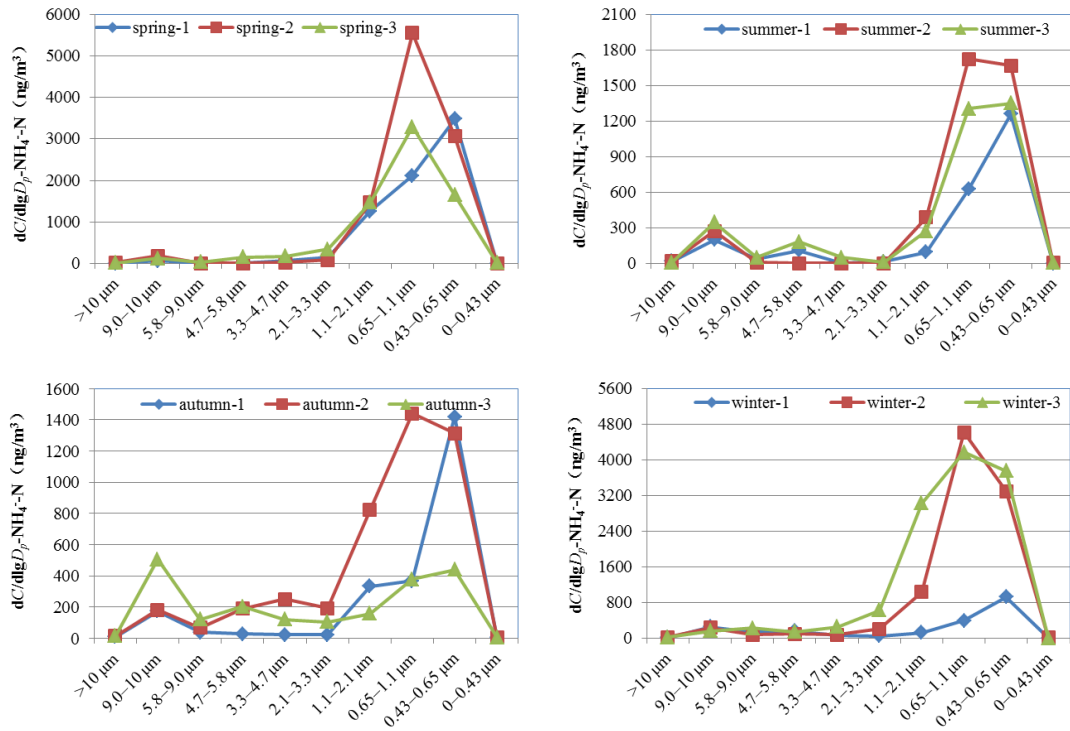 spring-1 spring-2 spring-3
dC/dlgDp-NH₄-N（ng/m³）
6000
5000
4000
3000
2000
1000
0
>10 μm
9.0–10 μm
5.8–9.0 μm
4.7–5.8 μm
3.3–4.7 μm
2.1–3.3 μm
1.1–2.1 μm
0.65–1.1 μm
0.43–0.65 μm
0–0.43 μm
summer-1 summer-2 summer-3
dC/dlgDp-NH₄-N（ng/m³）
2100
1800
1500
1200
900
600
300
0
>10 μm
9.0–10 μm
5.8–9.0 μm
4.7–5.8 μm
3.3–4.7 μm
2.1–3.3 μm
1.1–2.1 μm
0.65–1.1 μm
0.43–0.65 μm
0–0.43 μm
autumn-1 autumn-2 autumn-3
dC/dlgDp-NH₄-N（ng/m³）
1600
1400
1200
1000
800
600
400
200
0
>10 μm
9.0–10 μm
5.8–9.0 μm
4.7–5.8 μm
3.3–4.7 μm
2.1–3.3 μm
1.1–2.1 μm
0.65–1.1 μm
0.43–0.65 μm
0–0.43 μm
winter-1 winter-2 winter-3
dC/dlgDp-NH₄-N（ng/m³）
5600
4800
4000
3200
2400
1600
800
0
>10 μm
9.0–10 μm
5.8–9.0 μm
4.7–5.8 μm
3.3–4.7 μm
2.1–3.3 μm
1.1–2.1 μm
0.65–1.1 μm
0.43–0.65 μm
0–0.43 μm